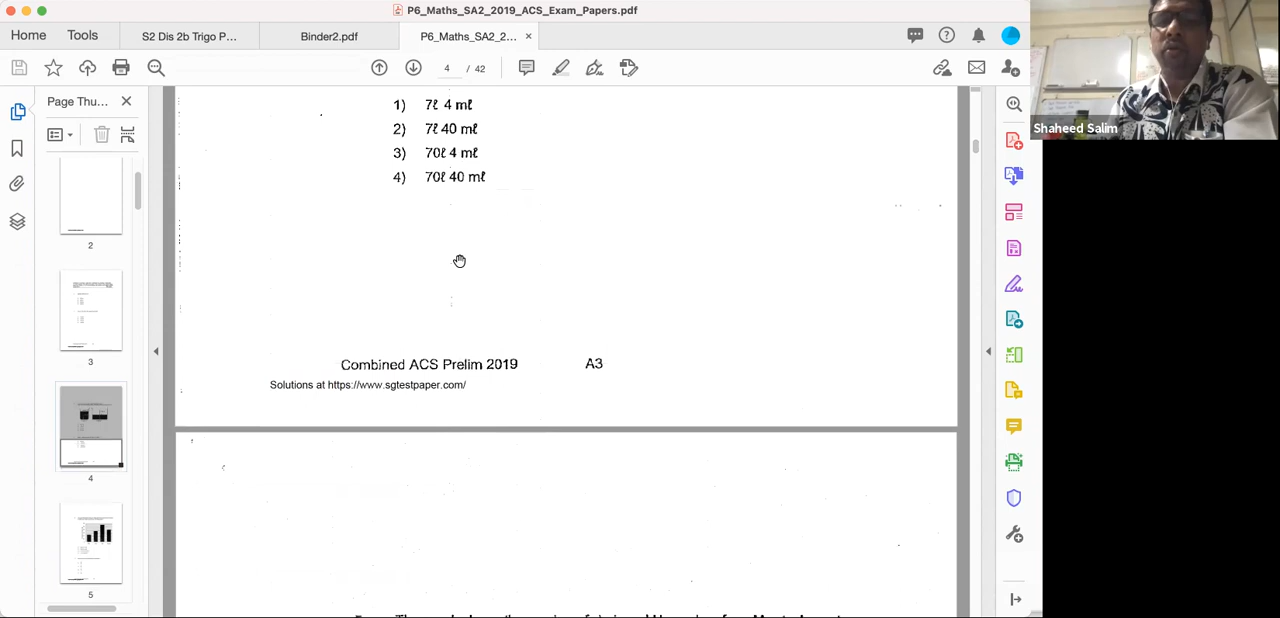 P6_Maths_SA2_2019_ACS_Exam_Papers.pdf
Home Tools S2 Dis 2b Trigo P... Binder2.pdf P6_Maths_SA2_2... ×
4 / 42
Page Thu...
1) 7ℓ 4 mℓ
2) 7ℓ 40 mℓ
3) 70ℓ 4 mℓ
4) 70ℓ 40 mℓ
2
3
4
5
Combined ACS Prelim 2019 A3
Solutions at https://www.sgtestpaper.com/
Shaheed Salim